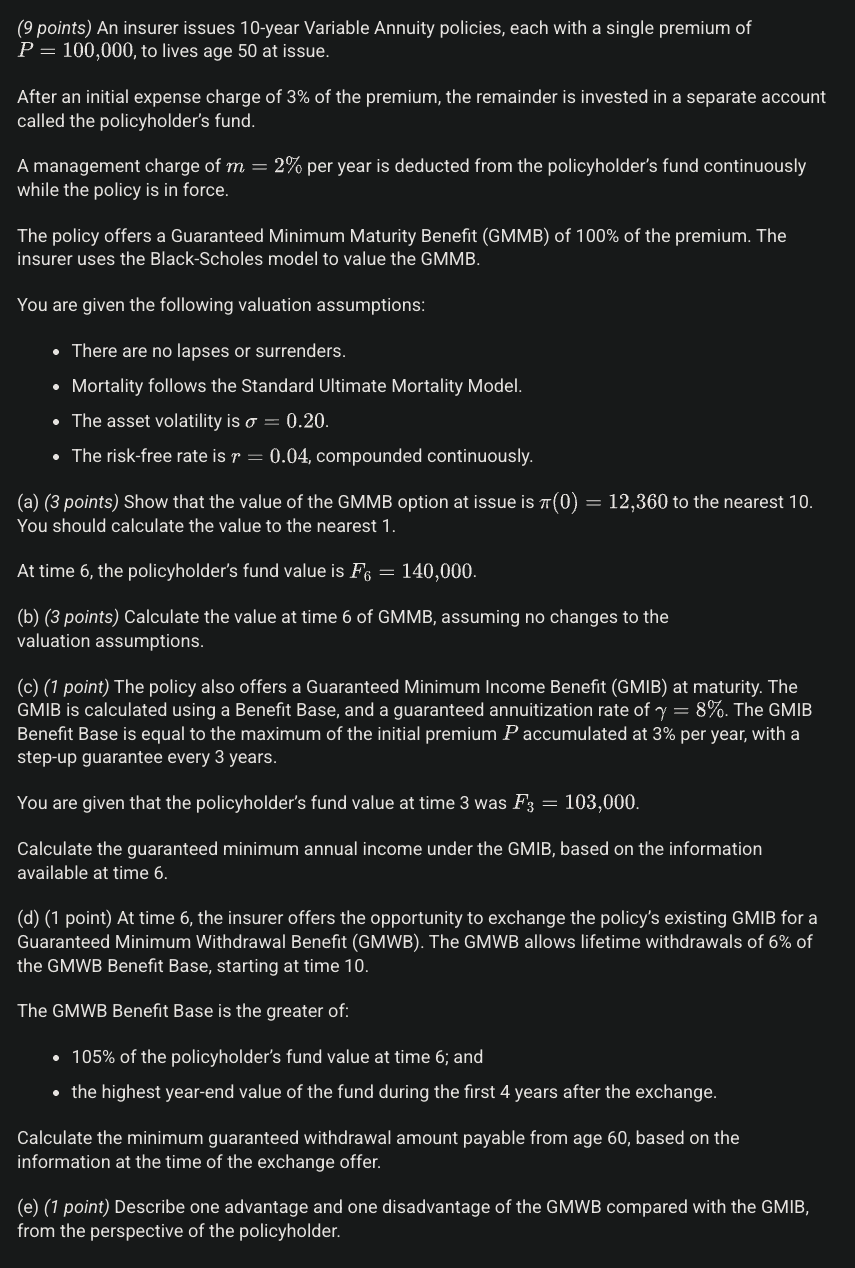 (9 points) An insurer issues 10-year Variable Annuity policies, each with a single premium of
P = 100,000, to lives age 50 at issue.
After an initial expense charge of 3% of the premium, the remainder is invested in a separate account
called the policyholder's fund.
A management charge of m = 2% per year is deducted from the policyholder's fund continuously
while the policy is in force.
The policy offers a Guaranteed Minimum Maturity Benefit (GMMB) of 100% of the premium. The
insurer uses the Black-Scholes model to value the GMMB.
You are given the following valuation assumptions:
• There are no lapses or surrenders.
• Mortality follows the Standard Ultimate Mortality Model.
• The asset volatility is σ = 0.20.
• The risk-free rate is r = 0.04, compounded continuously.
(a) (3 points) Show that the value of the GMMB option at issue is π(0) = 12,360 to the nearest 10.
You should calculate the value to the nearest 1.
At time 6, the policyholder's fund value is F₆ = 140,000.
(b) (3 points) Calculate the value at time 6 of GMMB, assuming no changes to the
valuation assumptions.
(c) (1 point) The policy also offers a Guaranteed Minimum Income Benefit (GMIB) at maturity. The
GMIB is calculated using a Benefit Base, and a guaranteed annuitization rate of γ = 8%. The GMIB
Benefit Base is equal to the maximum of the initial premium P accumulated at 3% per year, with a
step-up guarantee every 3 years.
You are given that the policyholder's fund value at time 3 was F₃ = 103,000.
Calculate the guaranteed minimum annual income under the GMIB, based on the information
available at time 6.
(d) (1 point) At time 6, the insurer offers the opportunity to exchange the policy's existing GMIB for a
Guaranteed Minimum Withdrawal Benefit (GMWB). The GMWB allows lifetime withdrawals of 6% of
the GMWB Benefit Base, starting at time 10.
The GMWB Benefit Base is the greater of:
• 105% of the policyholder's fund value at time 6; and
• the highest year-end value of the fund during the first 4 years after the exchange.
Calculate the minimum guaranteed withdrawal amount payable from age 60, based on the
information at the time of the exchange offer.
(e) (1 point) Describe one advantage and one disadvantage of the GMWB compared with the GMIB,
from the perspective of the policyholder.